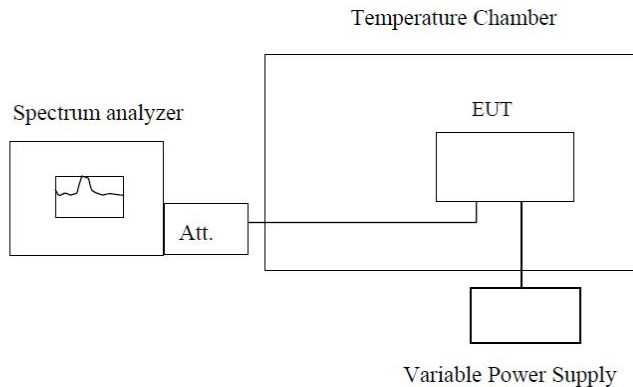 Temperature Chamber
Spectrum analyzer
EUT
Att.
Variable Power Supply